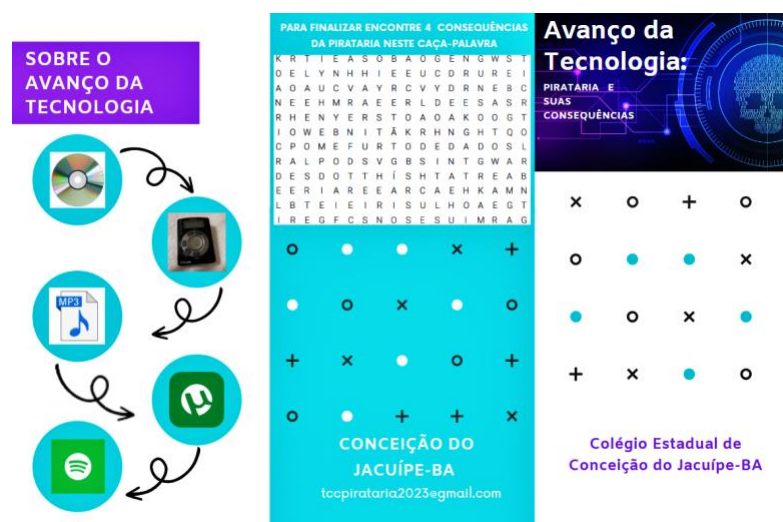 SOBRE O
AVANÇO DA
TECNOLOGIA
MP3
PARA FINALIZAR ENCONTRE 4 CONSEQUÊNCIAS
DA PIRATARIA NESTE CAÇA-PALAVRA
K R T I E A S O B A O G E N G W S T
O E L Y N H H I E E U C D R U R E I
A O A U C V A Y R C V Y D R N E B C
N E E H M R A E E R L D E E S A S R
R H E N Y E R S T O A O A K O O G T
I O W E B N I T Ã K R H N G H T Q O
C P O M E F U R T O D E D A D O S L
R A L P O D S V G B S I N T G W A R
D E S D O T T H Í S H T A T R E A B
E E R I A R E E A R C A E H K A M N
L B T E I E I R I S U L H O A E G T
I R E G F C S N O S E S U I M R A G
CONCEIÇÃO DO
JACUÍPE-BA
tccpirataria2023@gmail.com
Avanço da
Tecnologia:
PIRATARIA E
SUAS
CONSEQUÊNCIAS
Colégio Estadual de
Conceição do Jacuípe-BA